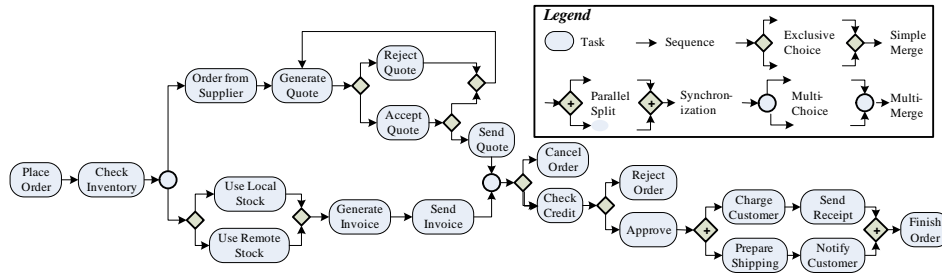 Legend
Task
Sequence
Exclusive
Choice
Simple
Merge
+
Parallel
Split
+
Synchron-
ization
Multi-
Choice
Multi-
Merge
Order from
Supplier
Generate
Quote
Reject
Quote
Accept
Quote
Send
Quote
Place
Order
Check
Inventory
Use Local
Stock
Use Remote
Stock
Generate
Invoice
Send
Invoice
Cancel
Order
Check
Credit
Reject
Order
Approve
+
Charge
Customer
Send
Receipt
Prepare
Shipping
Notify
Customer
+
Finish
Order